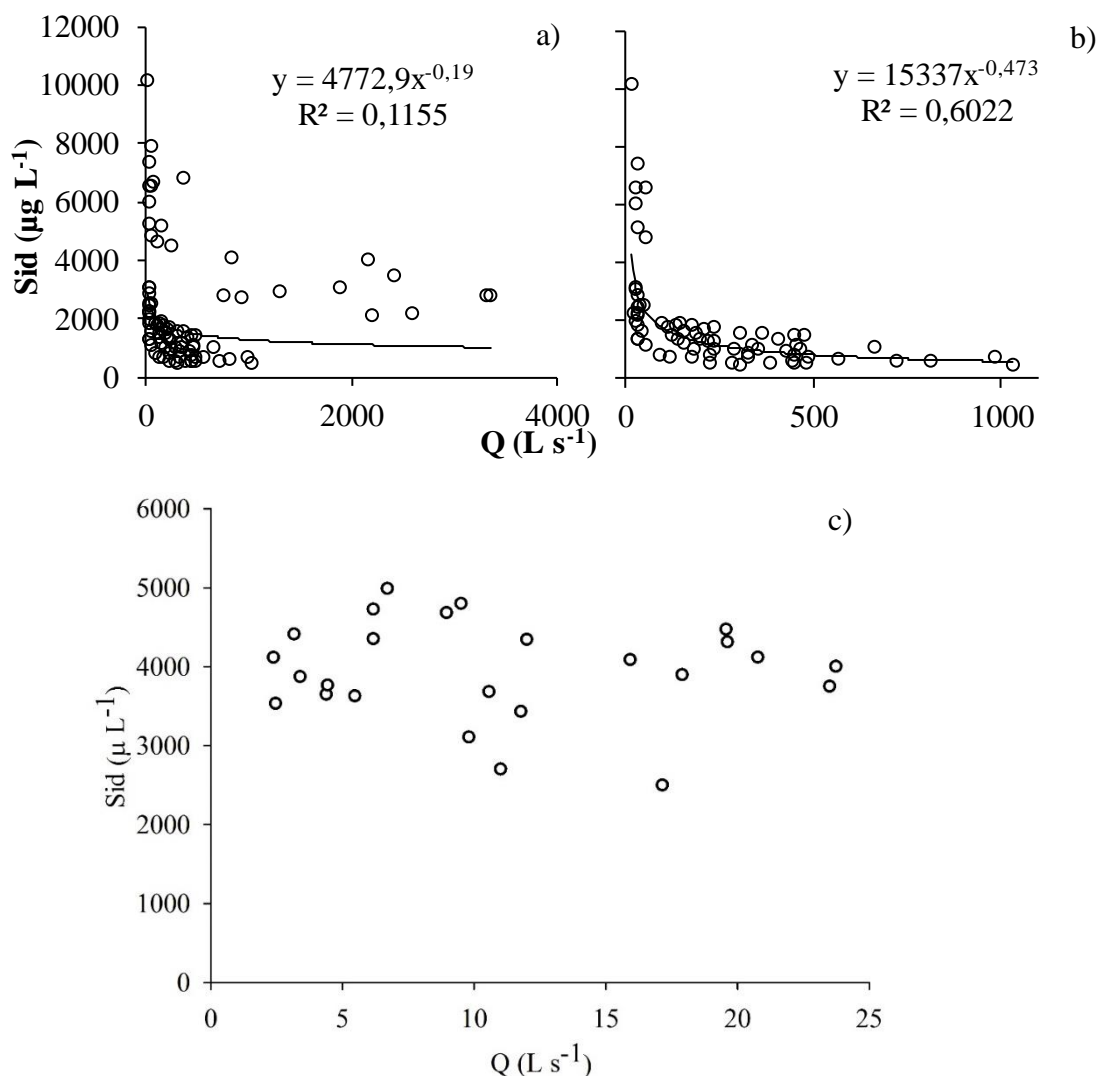 12000
10000
8000
6000
4000
2000
0
Sid (µg L⁻¹)
a)
y = 4772,9x⁻⁰,¹⁹
R² = 0,1155
0 2000 4000
b)
y = 15337x⁻⁰,⁴⁷³
R² = 0,6022
0 500 1000
Q (L s⁻¹)
c)
6000
5000
4000
3000
2000
1000
0
Sid (µ L⁻¹)
0 5 10 15 20 25
Q (L s⁻¹)